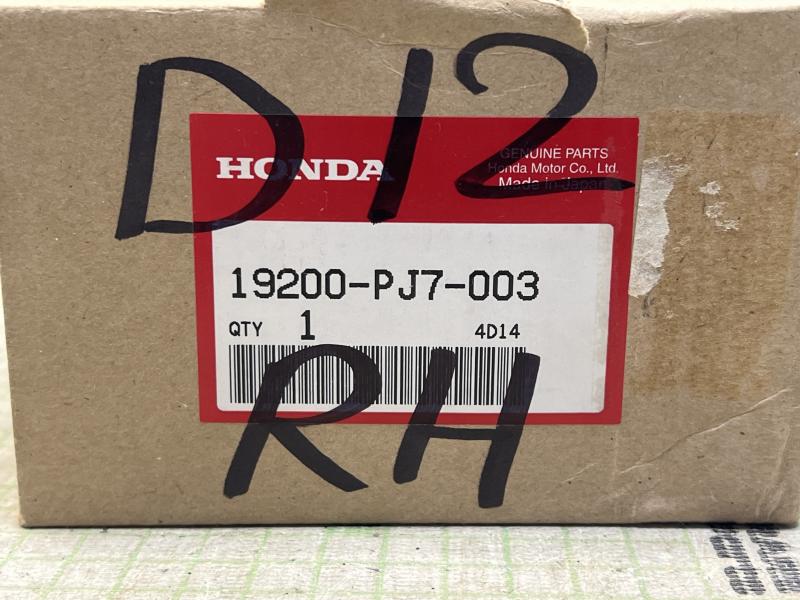 D12
HONDA
GENUINE PARTS
Honda Motor Co., Ltd.
Made in Japan
19200-PJ7-003
QTY 1 4D14
RH